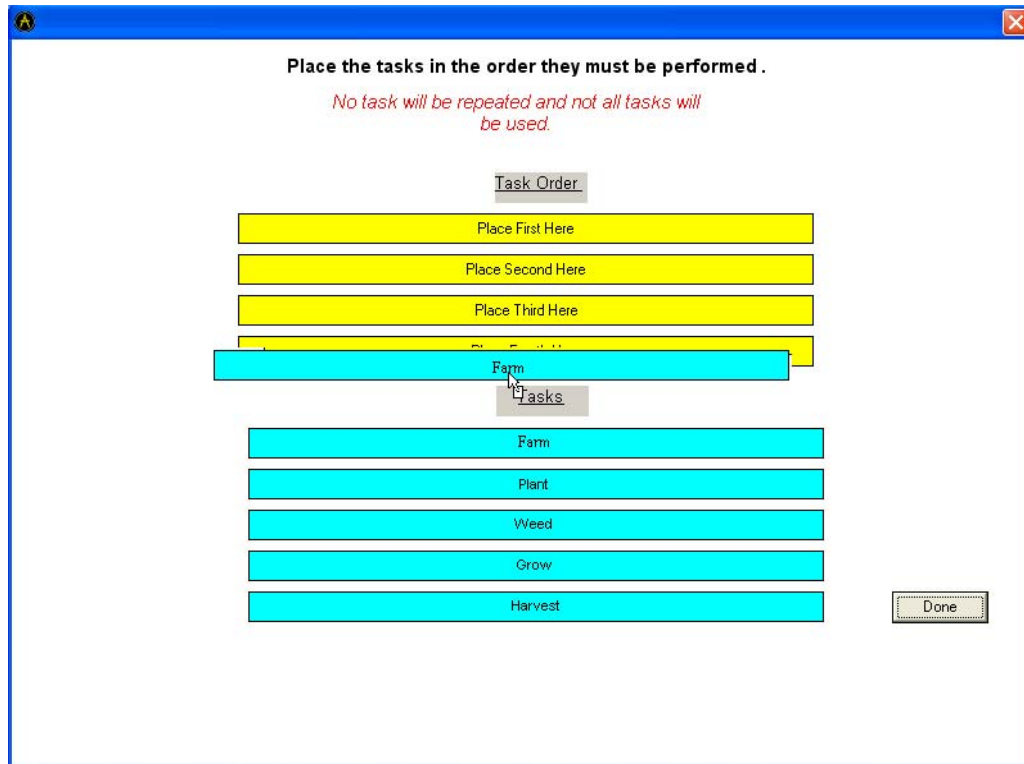 Place the tasks in the order they must be performed .
No task will be repeated and not all tasks will
be used.
Task Order
Place First Here
Place Second Here
Place Third Here
Farm
Tasks
Farm
Plant
Weed
Grow
Harvest
Done